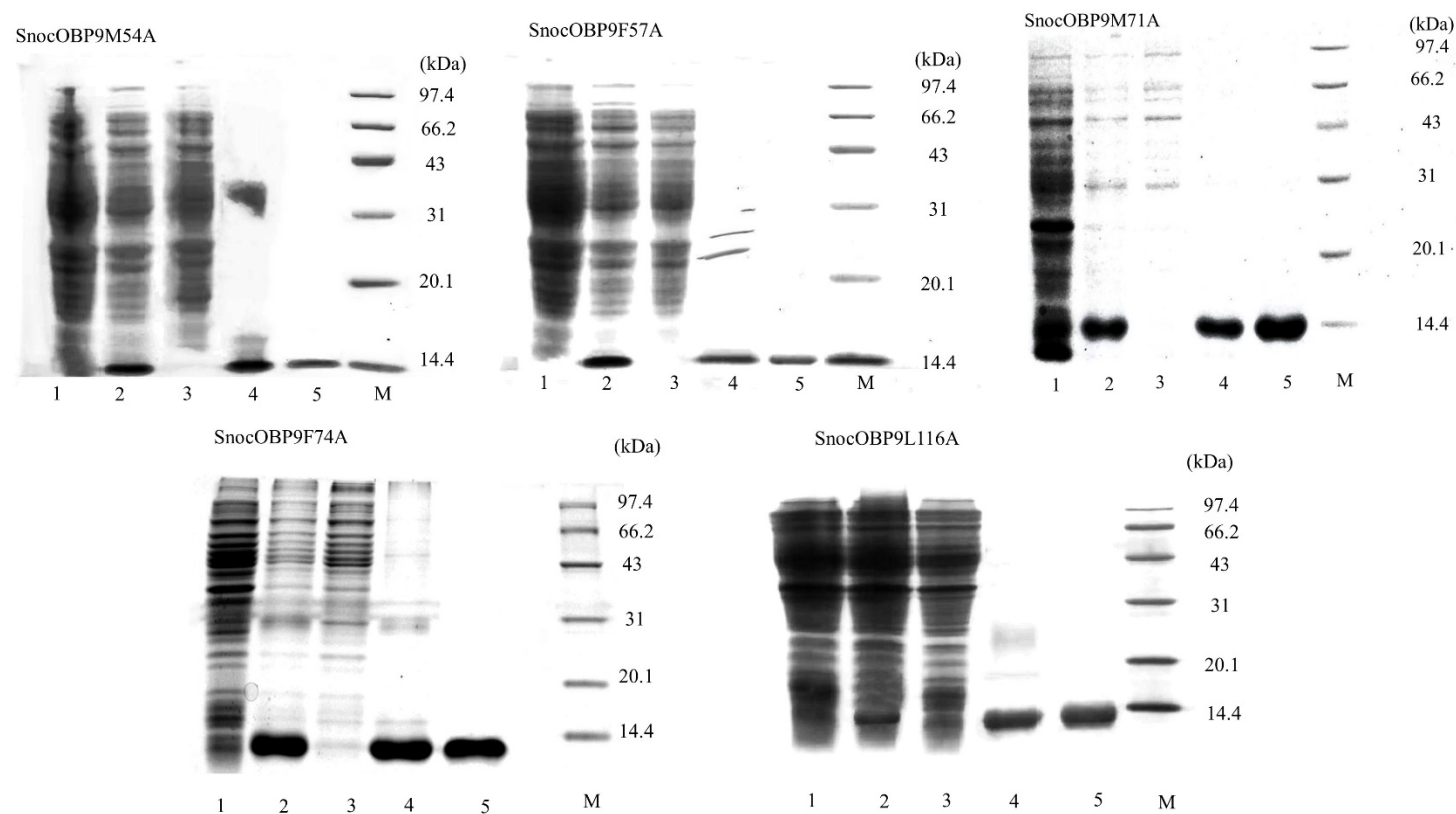 SnocOBP9M54A
(kDa)
97.4
66.2
43
31
20.1
14.4
1 2 3 4 5 M
SnocOBP9F57A
(kDa)
97.4
66.2
43
31
20.1
14.4
1 2 3 4 5 M
SnocOBP9M71A
(kDa)
97.4
66.2
43
31
20.1
14.4
1 2 3 4 5 M
SnocOBP9F74A
(kDa)
97.4
66.2
43
31
20.1
14.4
1 2 3 4 5 M
SnocOBP9L116A
(kDa)
97.4
66.2
43
31
20.1
14.4
1 2 3 4 5 M